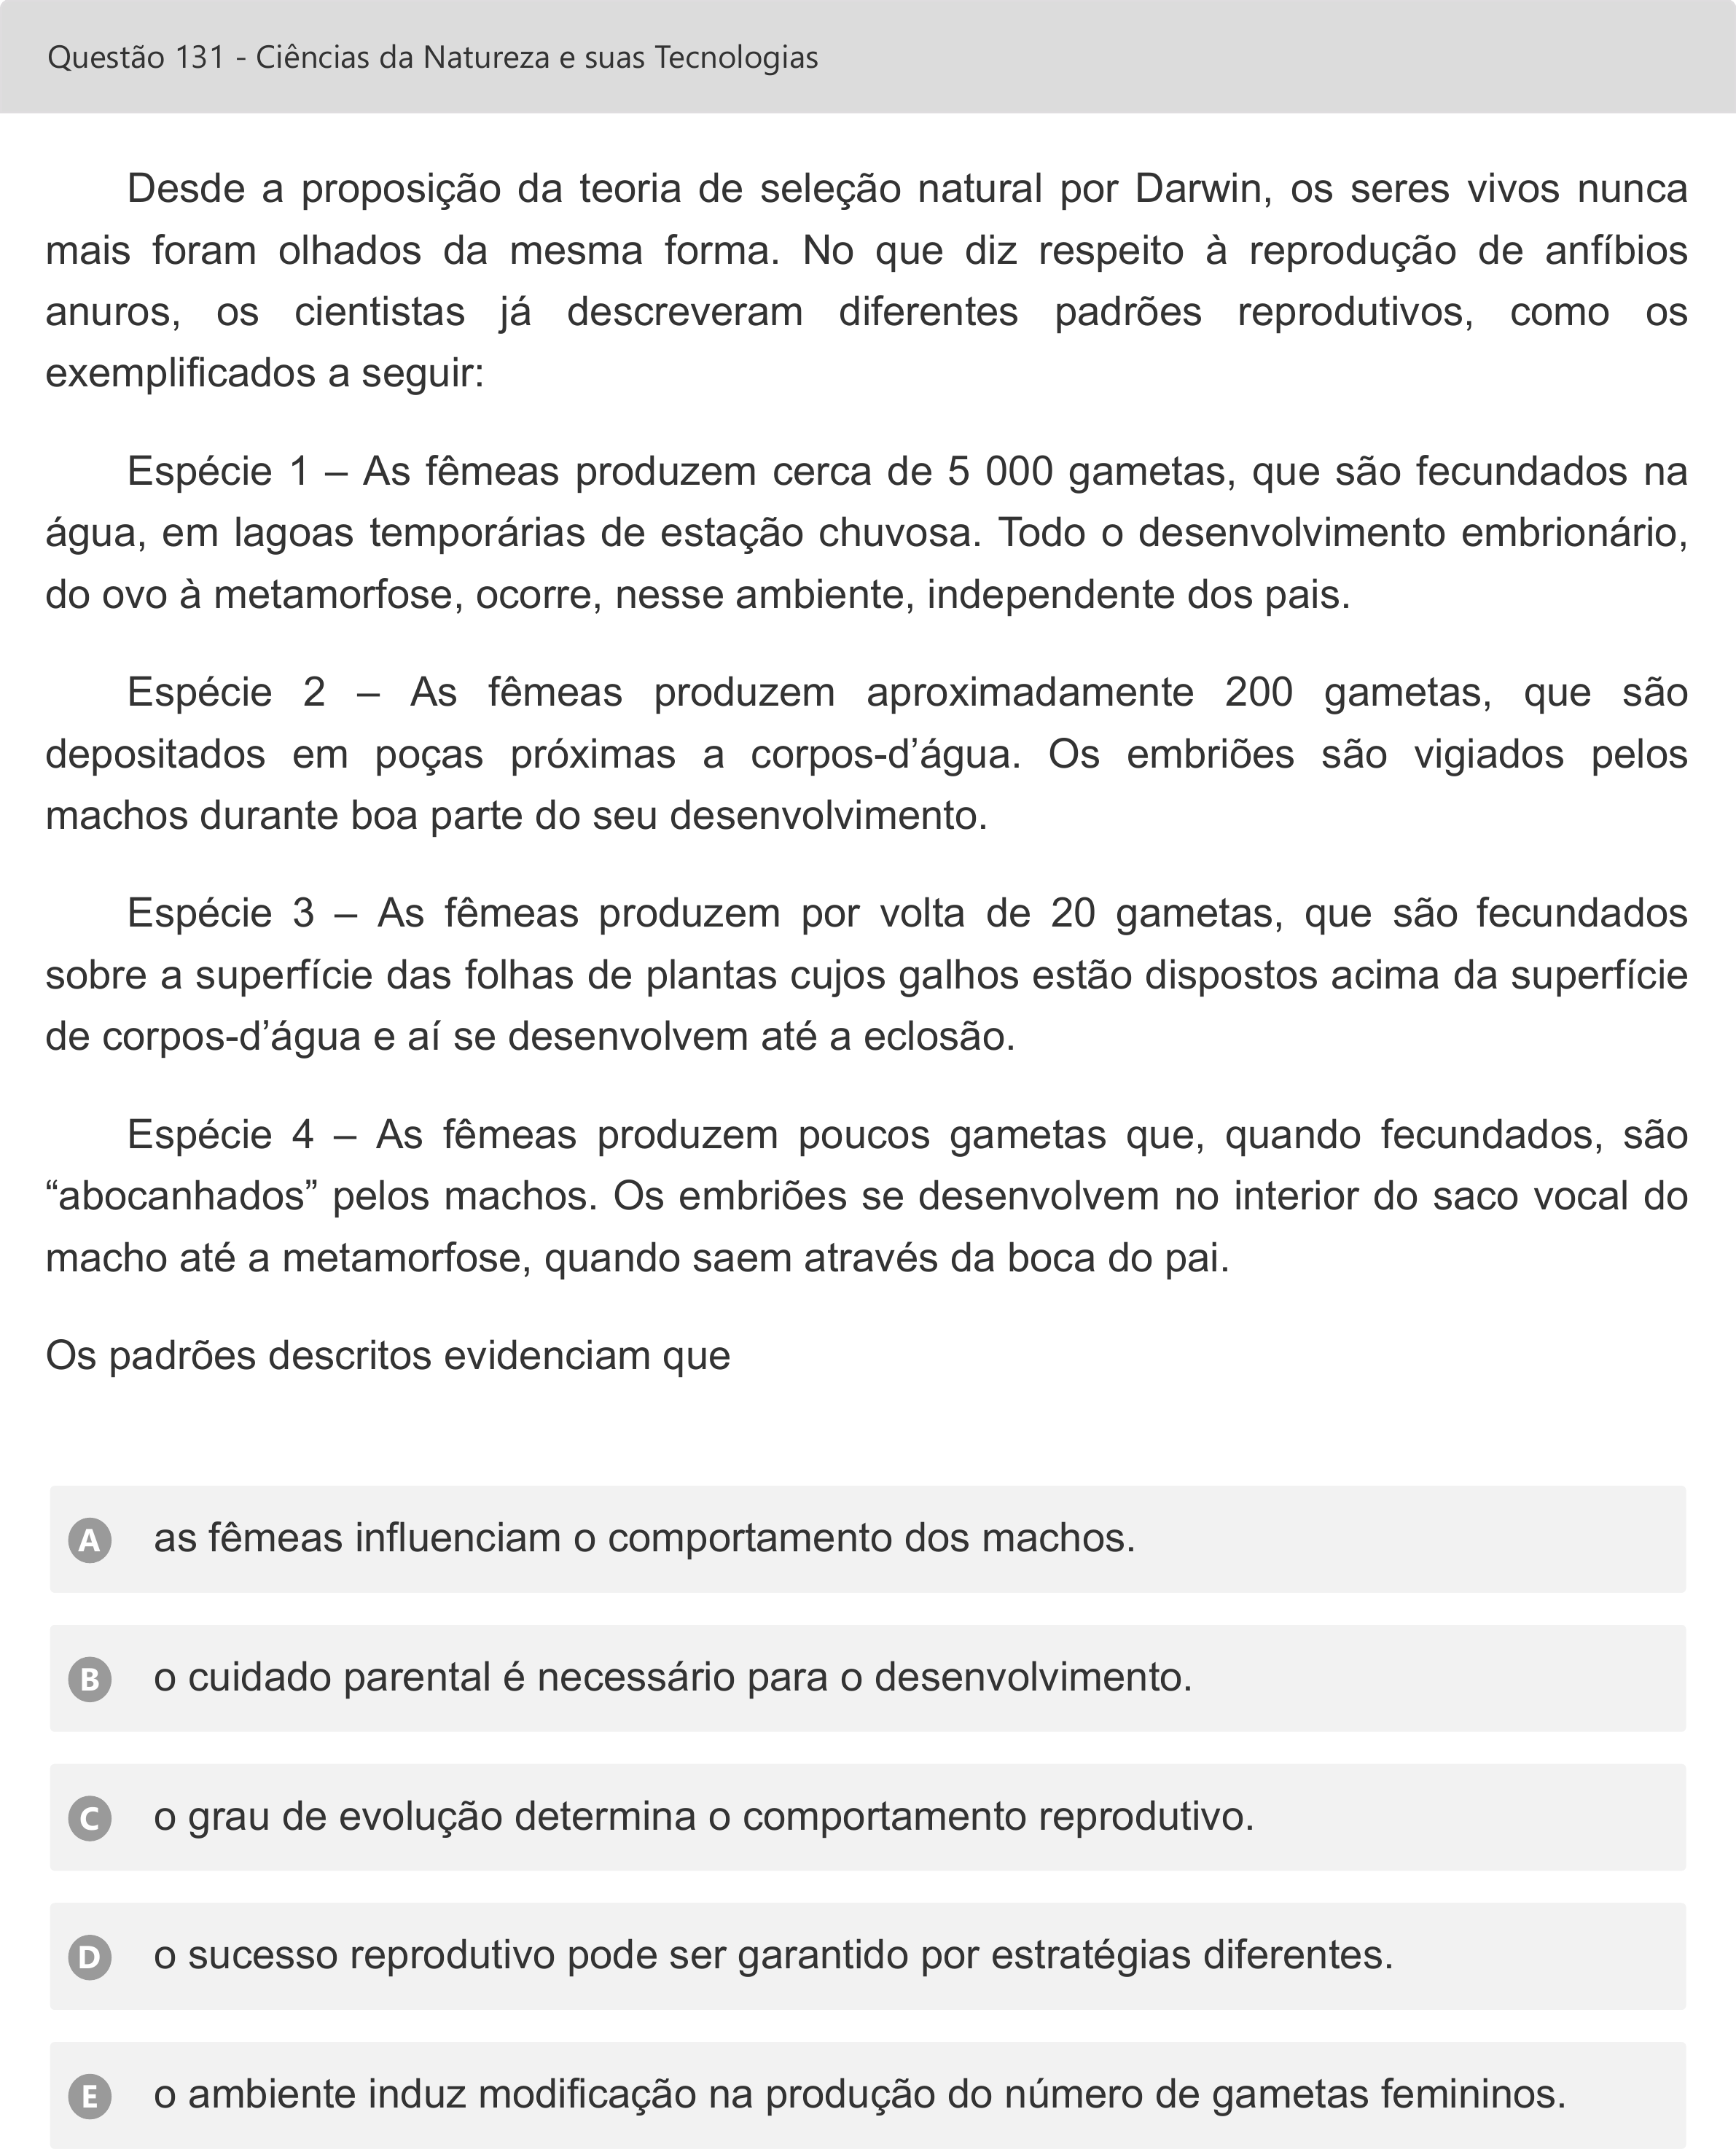 Questão 131 - Ciências da Natureza e suas Tecnologias
Desde a proposição da teoria de seleção natural por Darwin, os seres vivos nunca
mais foram olhados da mesma forma. No que diz respeito à reprodução de anfíbios
anuros, os cientistas já descreveram diferentes padrões reprodutivos, como os
exemplificados a seguir:
Espécie 1 – As fêmeas produzem cerca de 5 000 gametas, que são fecundados na
água, em lagoas temporárias de estação chuvosa. Todo o desenvolvimento embrionário,
do ovo à metamorfose, ocorre, nesse ambiente, independente dos pais.
Espécie 2 – As fêmeas produzem aproximadamente 200 gametas, que são
depositados em poças próximas a corpos-d’água. Os embriões são vigiados pelos
machos durante boa parte do seu desenvolvimento.
Espécie 3 – As fêmeas produzem por volta de 20 gametas, que são fecundados
sobre a superfície das folhas de plantas cujos galhos estão dispostos acima da superfície
de corpos-d’água e aí se desenvolvem até a eclosão.
Espécie 4 – As fêmeas produzem poucos gametas que, quando fecundados, são
“abocanhados” pelos machos. Os embriões se desenvolvem no interior do saco vocal do
macho até a metamorfose, quando saem através da boca do pai.
Os padrões descritos evidenciam que
A as fêmeas influenciam o comportamento dos machos.
B o cuidado parental é necessário para o desenvolvimento.
C o grau de evolução determina o comportamento reprodutivo.
D o sucesso reprodutivo pode ser garantido por estratégias diferentes.
E o ambiente induz modificação na produção do número de gametas femininos.